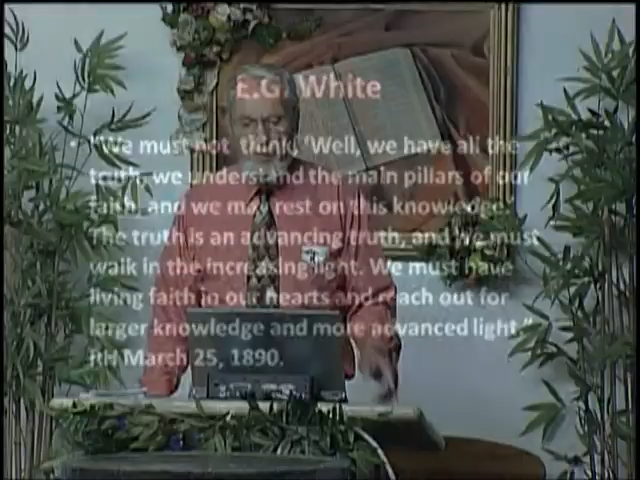 E.G. White
• "We must not think, 'Well, we have all the
truth, we understand the main pillars of our
faith, and we may rest on this knowledge.
The truth is an advancing truth, and we must
walk in the increasing light. We must have
living faith in our hearts and reach out for
larger knowledge and more advanced light."
RH March 25, 1890.